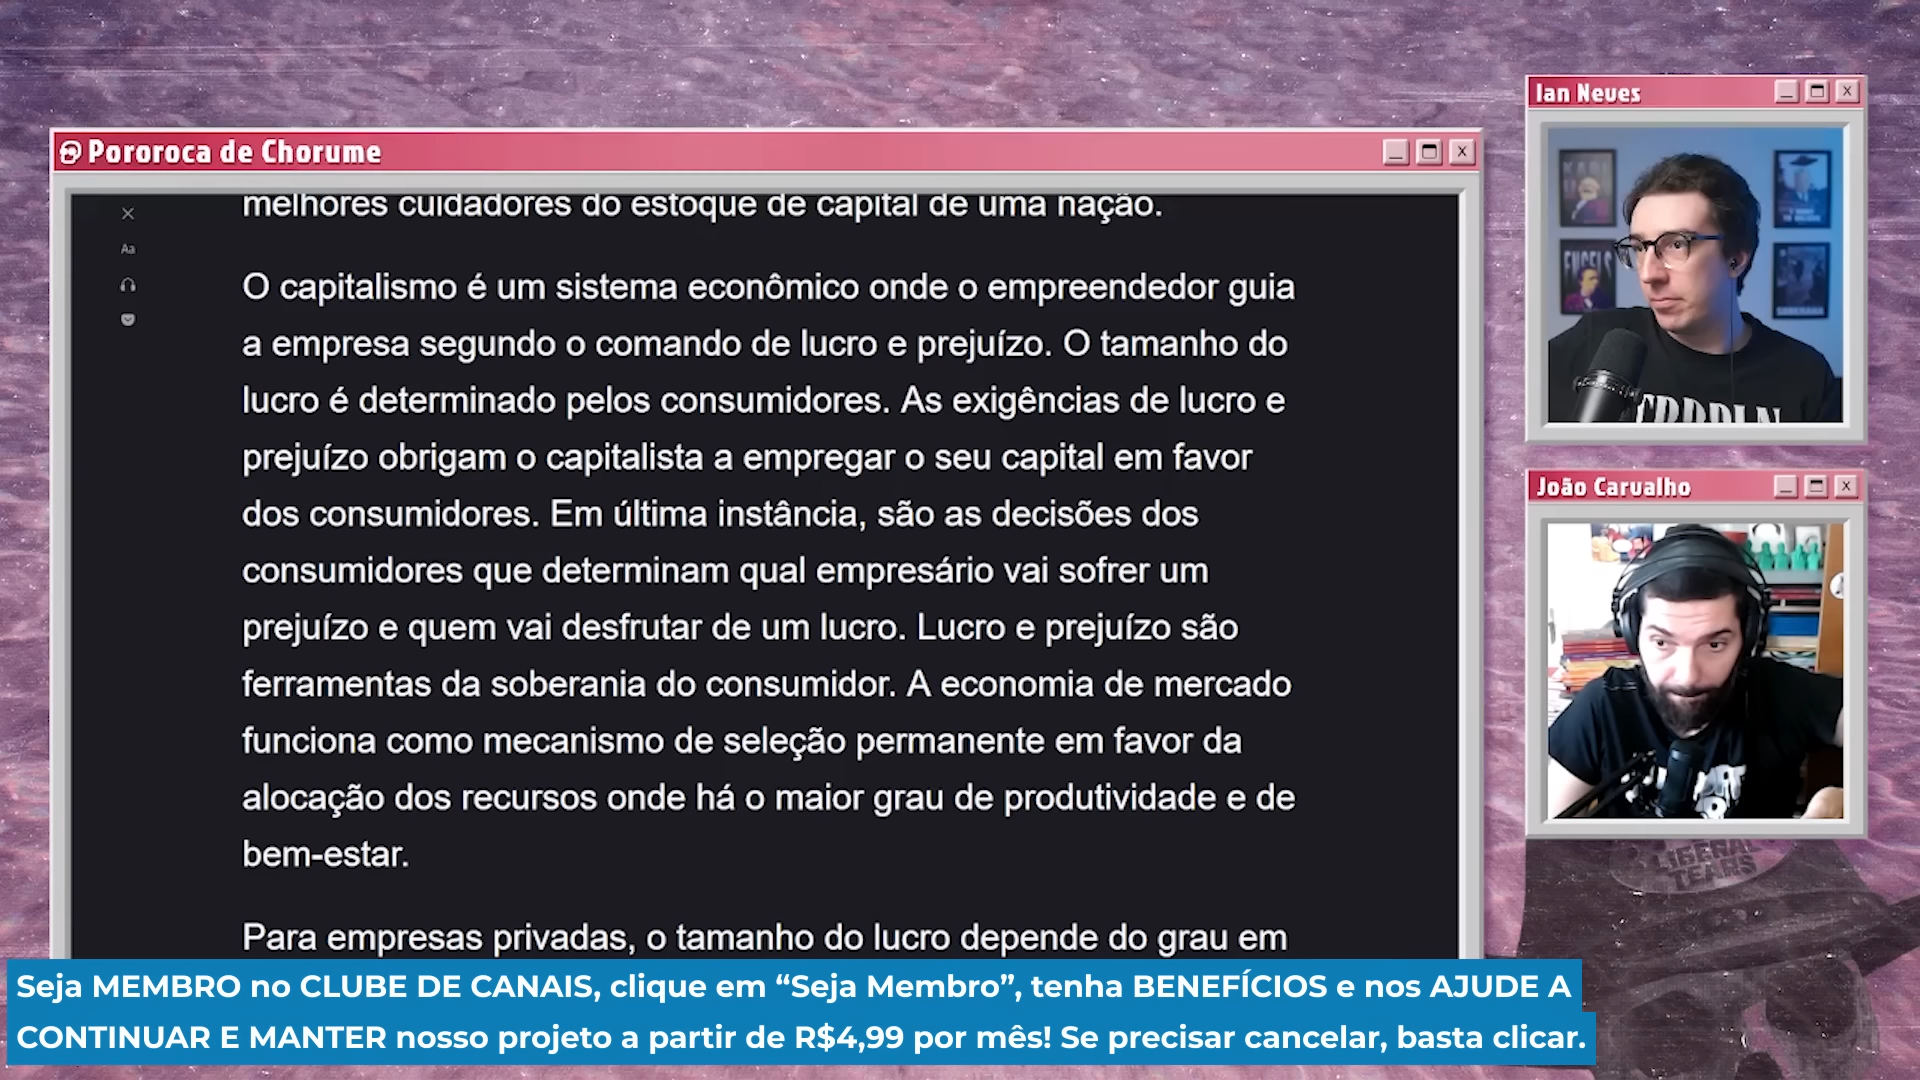 Pororoca de Chorume
melhores cuidadores do estoque de capital de uma nação.
Aa
O capitalismo é um sistema econômico onde o empreendedor guia
a empresa segundo o comando de lucro e prejuízo. O tamanho do
lucro é determinado pelos consumidores. As exigências de lucro e
prejuízo obrigam o capitalista a empregar o seu capital em favor
dos consumidores. Em última instância, são as decisões dos
consumidores que determinam qual empresário vai sofrer um
prejuízo e quem vai desfrutar de um lucro. Lucro e prejuízo são
ferramentas da soberania do consumidor. A economia de mercado
funciona como mecanismo de seleção permanente em favor da
alocação dos recursos onde há o maior grau de produtividade e de
bem-estar.
Para empresas privadas, o tamanho do lucro depende do grau em
Ian Neves
KARL
ENGELS
João Carvalho
LIBERAL
TEARS
Seja MEMBRO no CLUBE DE CANAIS, clique em “Seja Membro”, tenha BENEFÍCIOS e nos AJUDE A
CONTINUAR E MANTER nosso projeto a partir de R$4,99 por mês! Se precisar cancelar, basta clicar.